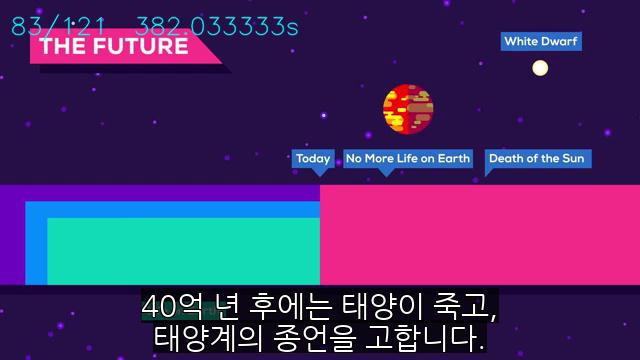 83/121 382.033333s
THE FUTURE
White Dwarf
Today
No More Life on Earth
Death of the Sun
40억 년 후에는 태양이 죽고,
태양계의 종언을 고합니다.